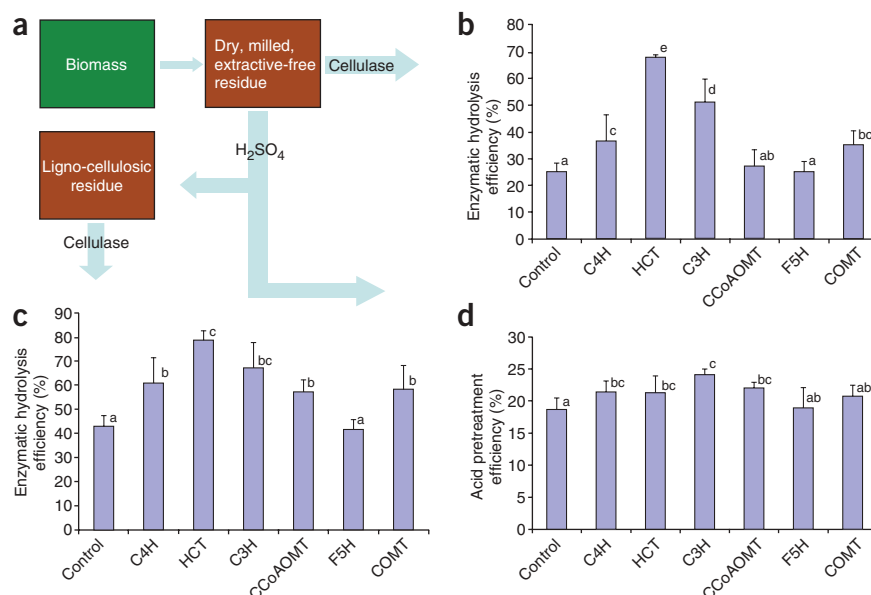 a
Biomass
Dry, milled,
extractive-free
residue
Cellulase
H2SO4
Ligno-cellulosic
residue
Cellulase
b
Enzymatic hydrolysis
efficiency (%)
80
70
60
50
40
30
20
10
0
a
c
e
d
ab
a
bc
Control
C4H
HCT
C3H
CCoAOMT
F5H
COMT
c
Enzymatic hydrolysis
efficiency (%)
90
80
70
60
50
40
30
20
10
0
a
b
c
bc
b
a
b
Control
C4H
HCT
C3H
CCoAOMT
F5H
COMT
d
Acid pretreatment
efficiency (%)
30
25
20
15
10
5
0
a
bc
bc
c
bc
ab
ab
Control
C4H
HCT
C3H
CCoAOMT
F5H
COMT